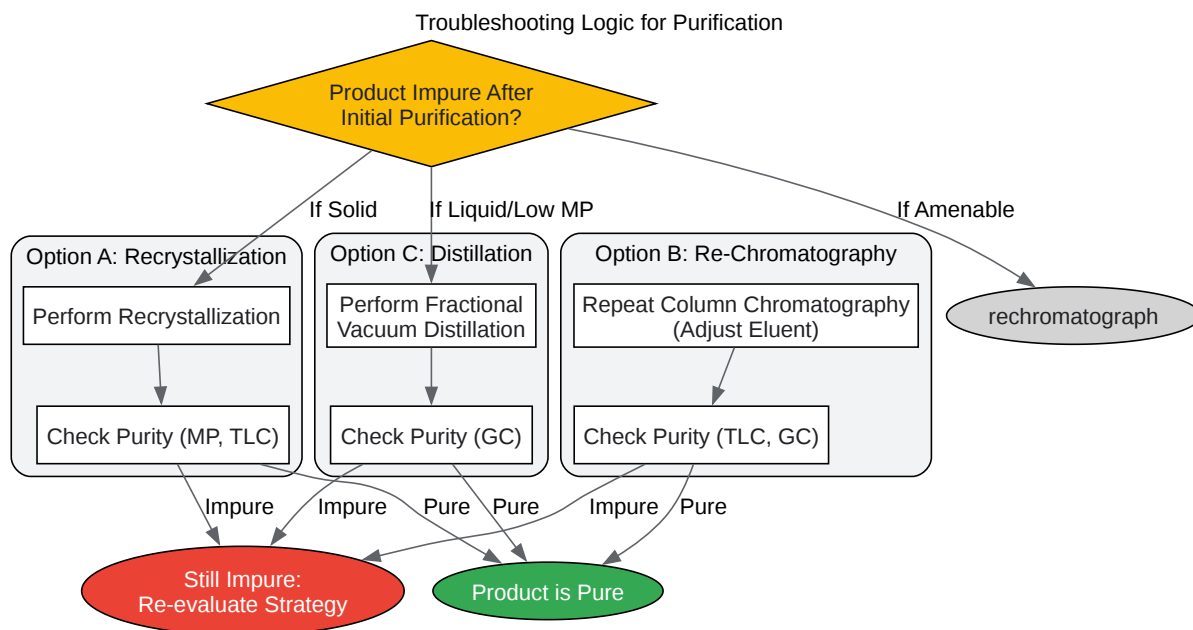 Troubleshooting Logic for Purification
Product Impure After
Initial Purification?
If Solid
If Liquid/Low MP
If Amenable
Option A: Recrystallization
Option C: Distillation
Option B: Re-Chromatography
Perform Recrystallization
Perform Fractional
Vacuum Distillation
Repeat Column Chromatography
(Adjust Eluent)
rechromatograph
Check Purity (MP, TLC)
Check Purity (GC)
Check Purity (TLC, GC)
Impure
Impure
Pure
Pure
Impure
Pure
Still Impure:
Re-evaluate Strategy
Product is Pure